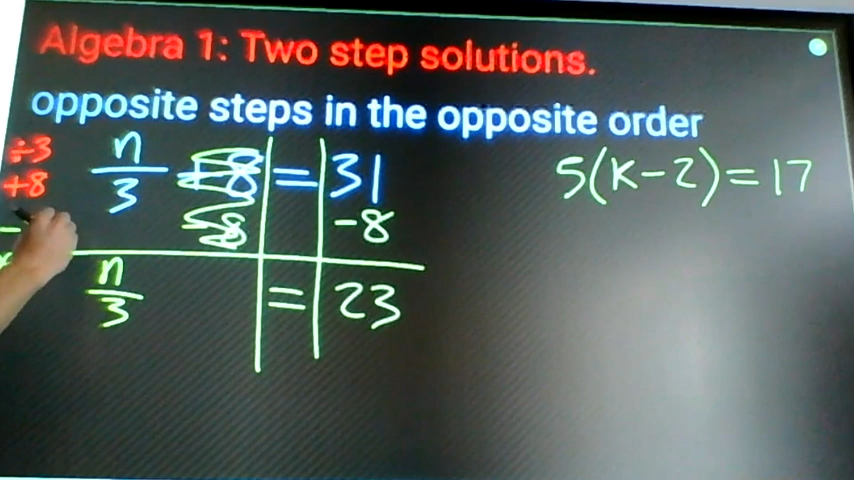 Algebra 1: Two step solutions.
opposite steps in the opposite order
÷3
+8
n/3 +8 = 31
-8 -8
n/3 = 23
5(K-2)=17